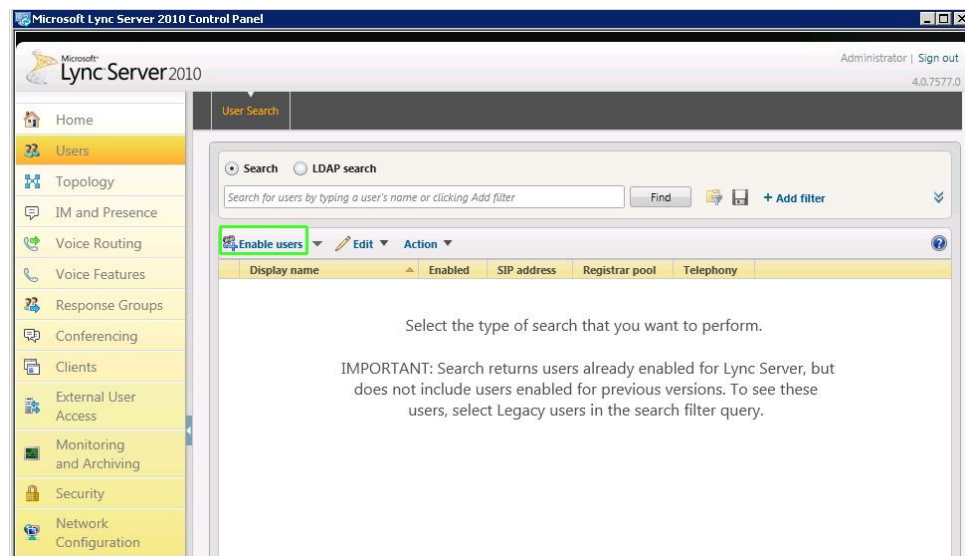 Microsoft Lync Server 2010 Control Panel
Microsoft®
Lync Server 2010
Administrator | Sign out
4.0.7577.0
Home
Users
Topology
IM and Presence
Voice Routing
Voice Features
Response Groups
Conferencing
Clients
External User
Access
Monitoring
and Archiving
Security
Network
Configuration
User Search
Search LDAP search
Search for users by typing a user's name or clicking Add filter Find + Add filter
Enable users Edit Action
Display name Enabled SIP address Registrar pool Telephony
Select the type of search that you want to perform.
IMPORTANT: Search returns users already enabled for Lync Server, but
does not include users enabled for previous versions. To see these
users, select Legacy users in the search filter query.